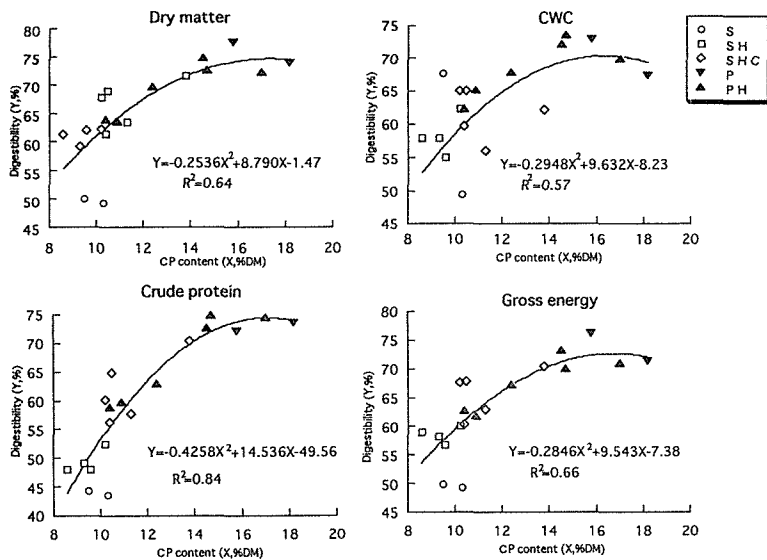 Dry matter
Digestibility (Y,%)
80
75
70
65
60
55
50
45
Y=-0.2536X²+8.790X-1.47
R²=0.64
8 10 12 14 16 18 20
CP content (X,%DM)
CWC
Digestibility (Y,%)
80
75
70
65
60
55
50
45
Y=-0.2948X²+9.632X-8.23
R²=0.57
8 10 12 14 16 18 20
CP content (X,%DM)
S
SH
SHC
P
PH
Crude protein
Digestibility (Y,%)
80
75
70
65
60
55
50
45
40
Y=-0.4258X²+14.536X-49.56
R²=0.84
8 10 12 14 16 18 20
CP content (X,%DM)
Gross energy
Digestibility (Y,%)
80
75
70
65
60
55
50
45
Y=-0.2846X²+9.543X-7.38
R²=0.66
8 10 12 14 16 18 20
CP content (X,%DM)